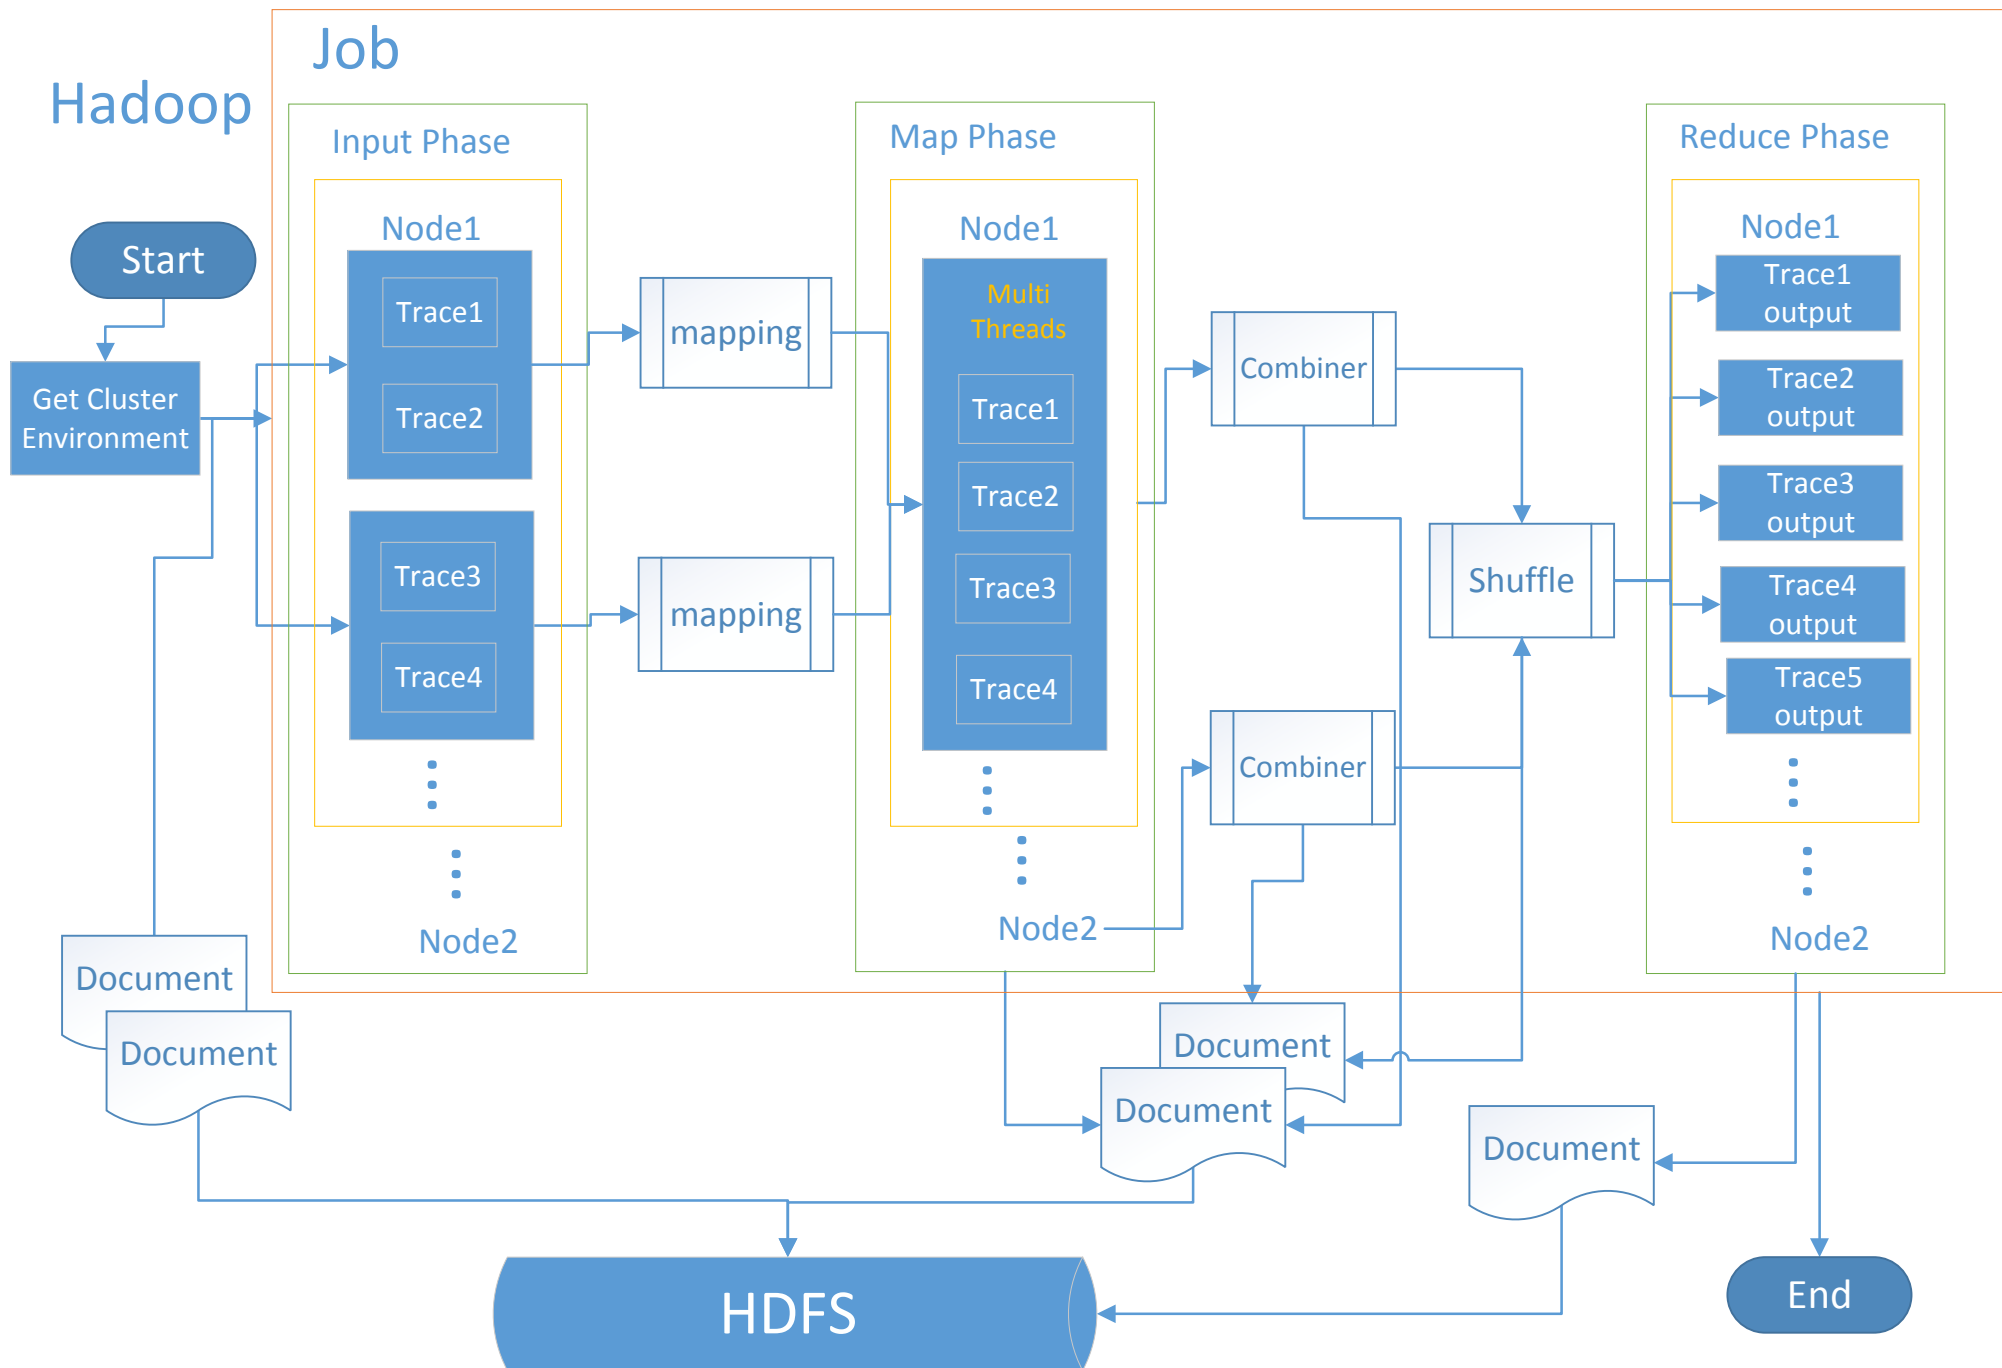 Job
Hadoop
Input Phase
Map Phase
Reduce Phase
Node1
Node1
Node1
Start
Trace1
Trace2
Trace3
Trace4
Get Cluster
Environment
mapping
mapping
Multi
Threads
Trace1
Trace2
Trace3
Trace4
Combiner
Combiner
Shuffle
Trace1
output
Trace2
output
Trace3
output
Trace4
output
Trace5
output
Node2
Node2
Node2
Document
Document
Document
Document
Document
HDFS
End